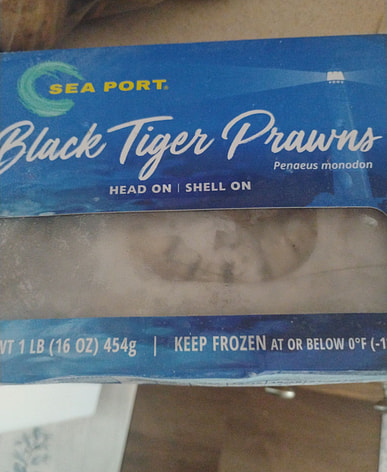 SEA PORT®
Black Tiger Prawns
Penaeus monodon
HEAD ON | SHELL ON
WT 1 LB (16 OZ) 454g | KEEP FROZEN AT OR BELOW 0°F (-1